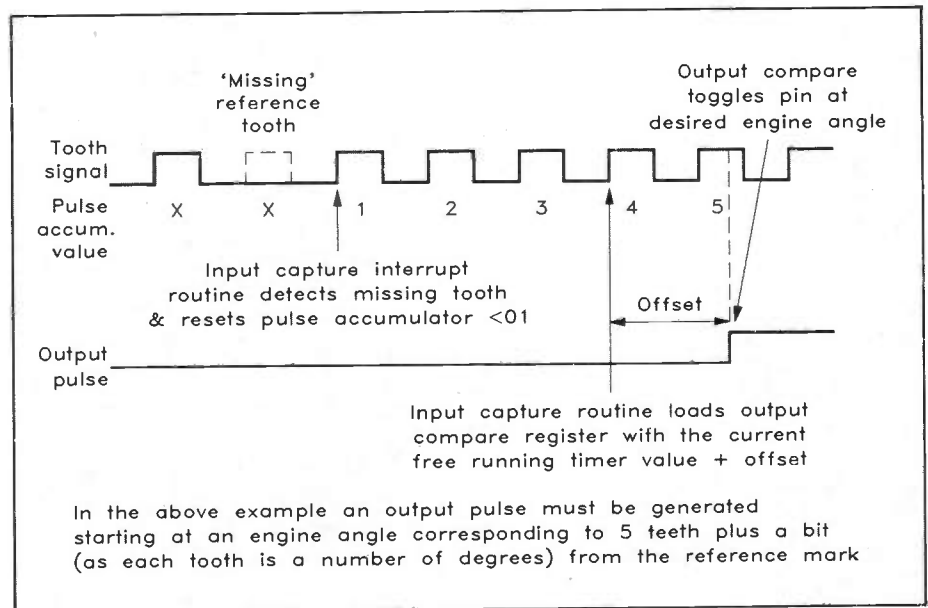 'Missing'
reference
tooth
Output compare
toggles pin at
desired engine angle
Tooth
signal
Pulse
accum.
value
X X 1 2 3 4 5
Input capture interrupt
routine detects missing tooth
& resets pulse accumulator <01
Offset
Output
pulse
Input capture routine loads output
compare register with the current
free running timer value + offset
In the above example an output pulse must be generated
starting at an engine angle corresponding to 5 teeth plus a bit
(as each tooth is a number of degrees) from the reference mark